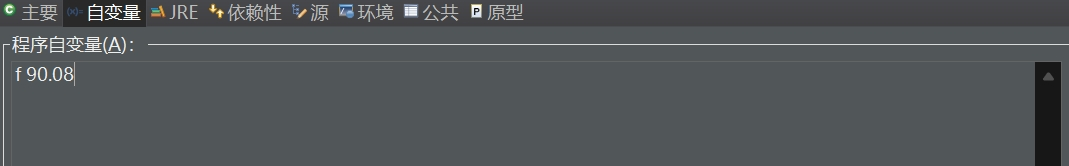 主要 自变量 JRE 依赖性 源 环境 公共 原型
程序自变量(A):
f 90.08